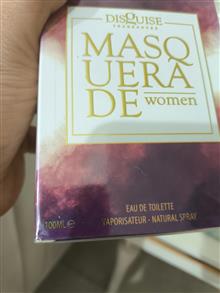 DISGUISE
FRAGRANCES
MASQ
UERA
DE women
EAU DE TOILETTE
VAPORISATEUR - NATURAL SPRAY
100ML ℮